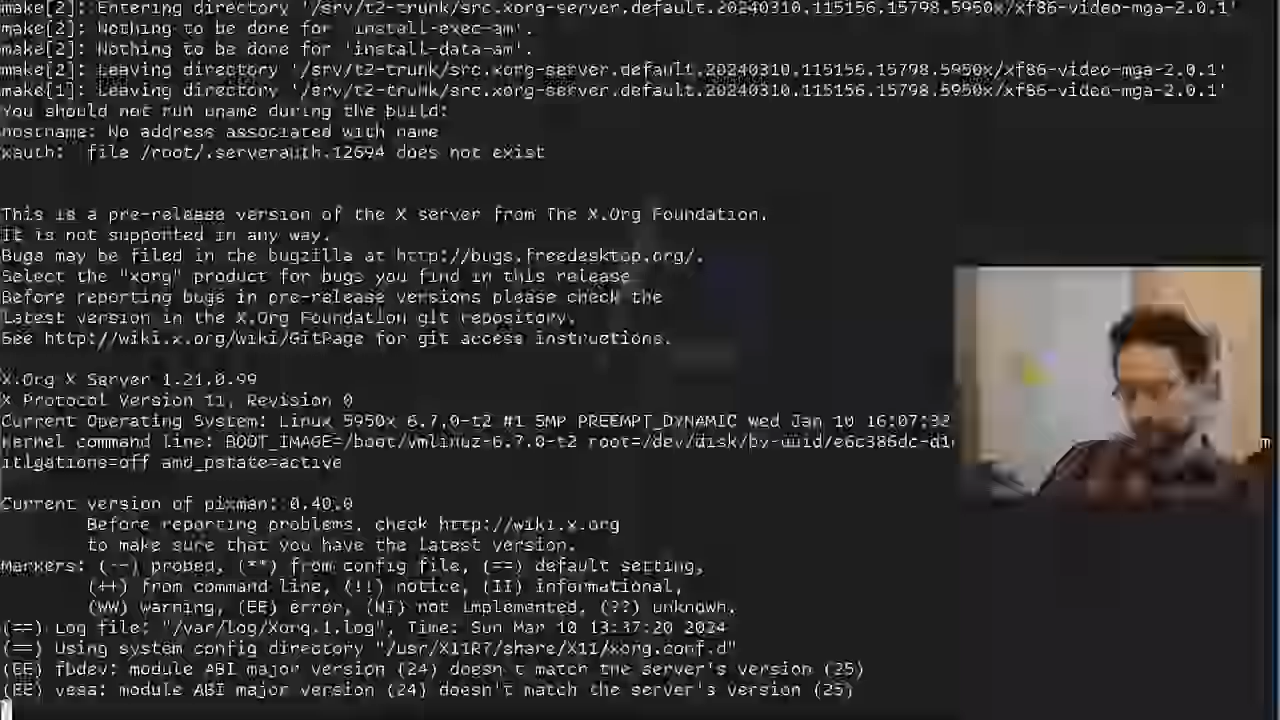 make[2]: Entering directory '/srv/t2-trunk/src.xorg-server.default.20240310.115156.15798.5950x/xf86-video-mga-2.0.1'
make[2]: Nothing to be done for 'install-exec-am'.
make[2]: Nothing to be done for 'install-data-am'.
make[2]: Leaving directory '/srv/t2-trunk/src.xorg-server.default.20240310.115156.15798.5950x/xf86-video-mga-2.0.1'
make[1]: Leaving directory '/srv/t2-trunk/src.xorg-server.default.20240310.115156.15798.5950x/xf86-video-mga-2.0.1'
You should not run uname during the build!
hostname: No address associated with name
xauth:  file /root/.serverauth.12694 does not exist
This is a pre-release version of the X server from The X.Org Foundation.
It is not supported in any way.
Bugs may be filed in the bugzilla at http://bugs.freedesktop.org/.
Select the "xorg" product for bugs you find in this release.
Before reporting bugs in pre-release versions please check the
latest version in the X.Org Foundation git repository.
See http://wiki.x.org/wiki/GitPage for git access instructions.
X.Org X Server 1.21.0.99
X Protocol Version 11, Revision 0
Current Operating System: Linux 5950x 6.7.0-t2 #1 SMP PREEMPT_DYNAMIC Wed Jan 10 16:07:32
Kernel command line: BOOT_IMAGE=/boot/vmlinuz-6.7.0-t2 root=/dev/disk/by-uuid/e6c386dc-d1 m
itigations=off amd_pstate=active
Current version of pixman: 0.40.0
Before reporting problems, check http://wiki.x.org
to make sure that you have the latest version.
Markers: (--) probed, (**) from config file, (==) default setting,
(++) from command line, (!!) notice, (II) informational,
(WW) warning, (EE) error, (NI) not implemented, (??) unknown.
(==) Log file: "/var/log/Xorg.1.log", Time: Sun Mar 10 13:37:20 2024
(==) Using system config directory "/usr/X11R7/share/X11/xorg.conf.d"
(EE) fbdev: module ABI major version (24) doesn't match the server's version (25)
(EE) vesa: module ABI major version (24) doesn't match the server's version (25)